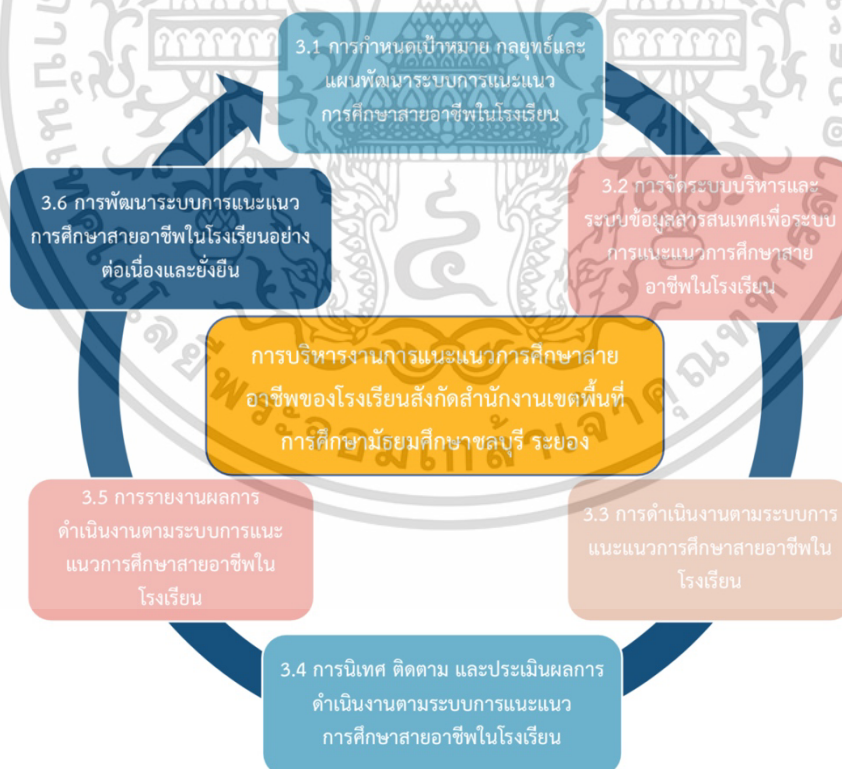 3.1 การกำหนดเป้าหมาย กลยุทธ์และ
แผนพัฒนาระบบการแนะแนว
การศึกษาสายอาชีพในโรงเรียน
3.2 การจัดระบบบริหารและ
ระบบข้อมูลสารสนเทศเพื่อระบบ
การแนะแนวการศึกษาสาย
อาชีพในโรงเรียน
3.3 การดำเนินงานตามระบบการ
แนะแนวการศึกษาสายอาชีพใน
โรงเรียน
3.4 การนิเทศ ติดตาม และประเมินผลการ
ดำเนินงานตามระบบการแนะแนว
การศึกษาสายอาชีพในโรงเรียน
3.5 การรายงานผลการ
ดำเนินงานตามระบบการแนะ
แนวการศึกษาสายอาชีพใน
โรงเรียน
3.6 การพัฒนาระบบการแนะแนว
การศึกษาสายอาชีพในโรงเรียนอย่าง
ต่อเนื่องและยั่งยืน
การบริหารงานการแนะแนวการศึกษาสาย
อาชีพของโรงเรียนสังกัดสำนักงานเขตพื้นที่
การศึกษามัธยมศึกษาชลบุรี ระยอง